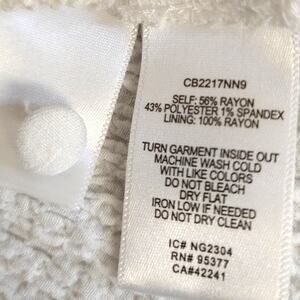 CB2217NN9
SELF: 56% RAYON
43% POLYESTER 1% SPANDEX
LINING: 100% RAYON
TURN GARMENT INSIDE OUT
MACHINE WASH COLD
WITH LIKE COLORS
DO NOT BLEACH
DRY FLAT
IRON LOW IF NEEDED
DO NOT DRY CLEAN
IC# NG2304
RN# 95377
CA#42241